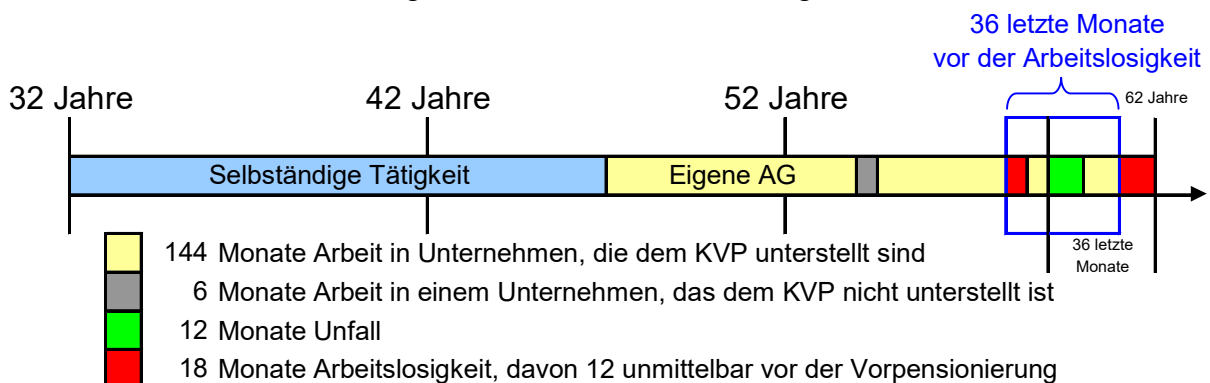 36 letzte Monate
vor der Arbeitslosigkeit
32 Jahre 42 Jahre 52 Jahre 62 Jahre
Selbständige Tätigkeit Eigene AG
36 letzte
Monate
144 Monate Arbeit in Unternehmen, die dem KVP unterstellt sind
6 Monate Arbeit in einem Unternehmen, das dem KVP nicht unterstellt ist
12 Monate Unfall
18 Monate Arbeitslosigkeit, davon 12 unmittelbar vor der Vorpensionierung